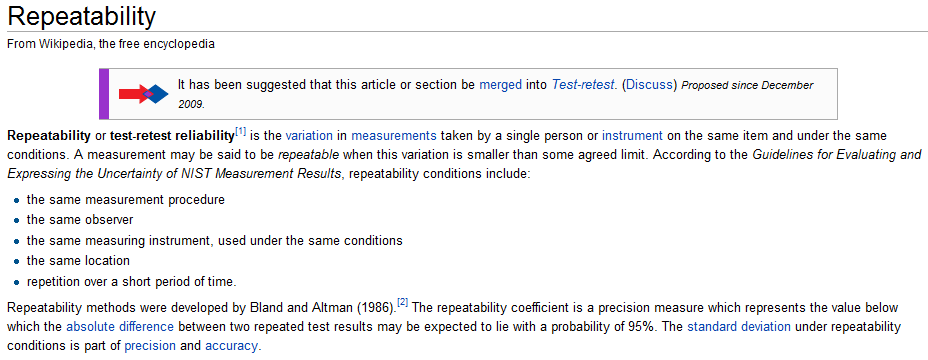 Repeatability
From Wikipedia, the free encyclopedia
It has been suggested that this article or section be merged into Test-retest. (Discuss) Proposed since December
2009.
Repeatability or test-retest reliability[1] is the variation in measurements taken by a single person or instrument on the same item and under the same
conditions. A measurement may be said to be repeatable when this variation is smaller than some agreed limit. According to the Guidelines for Evaluating and
Expressing the Uncertainty of NIST Measurement Results, repeatability conditions include:
the same measurement procedure
the same observer
the same measuring instrument, used under the same conditions
the same location
repetition over a short period of time.
Repeatability methods were developed by Bland and Altman (1986).[2] The repeatability coefficient is a precision measure which represents the value below
which the absolute difference between two repeated test results may be expected to lie with a probability of 95%. The standard deviation under repeatability
conditions is part of precision and accuracy.